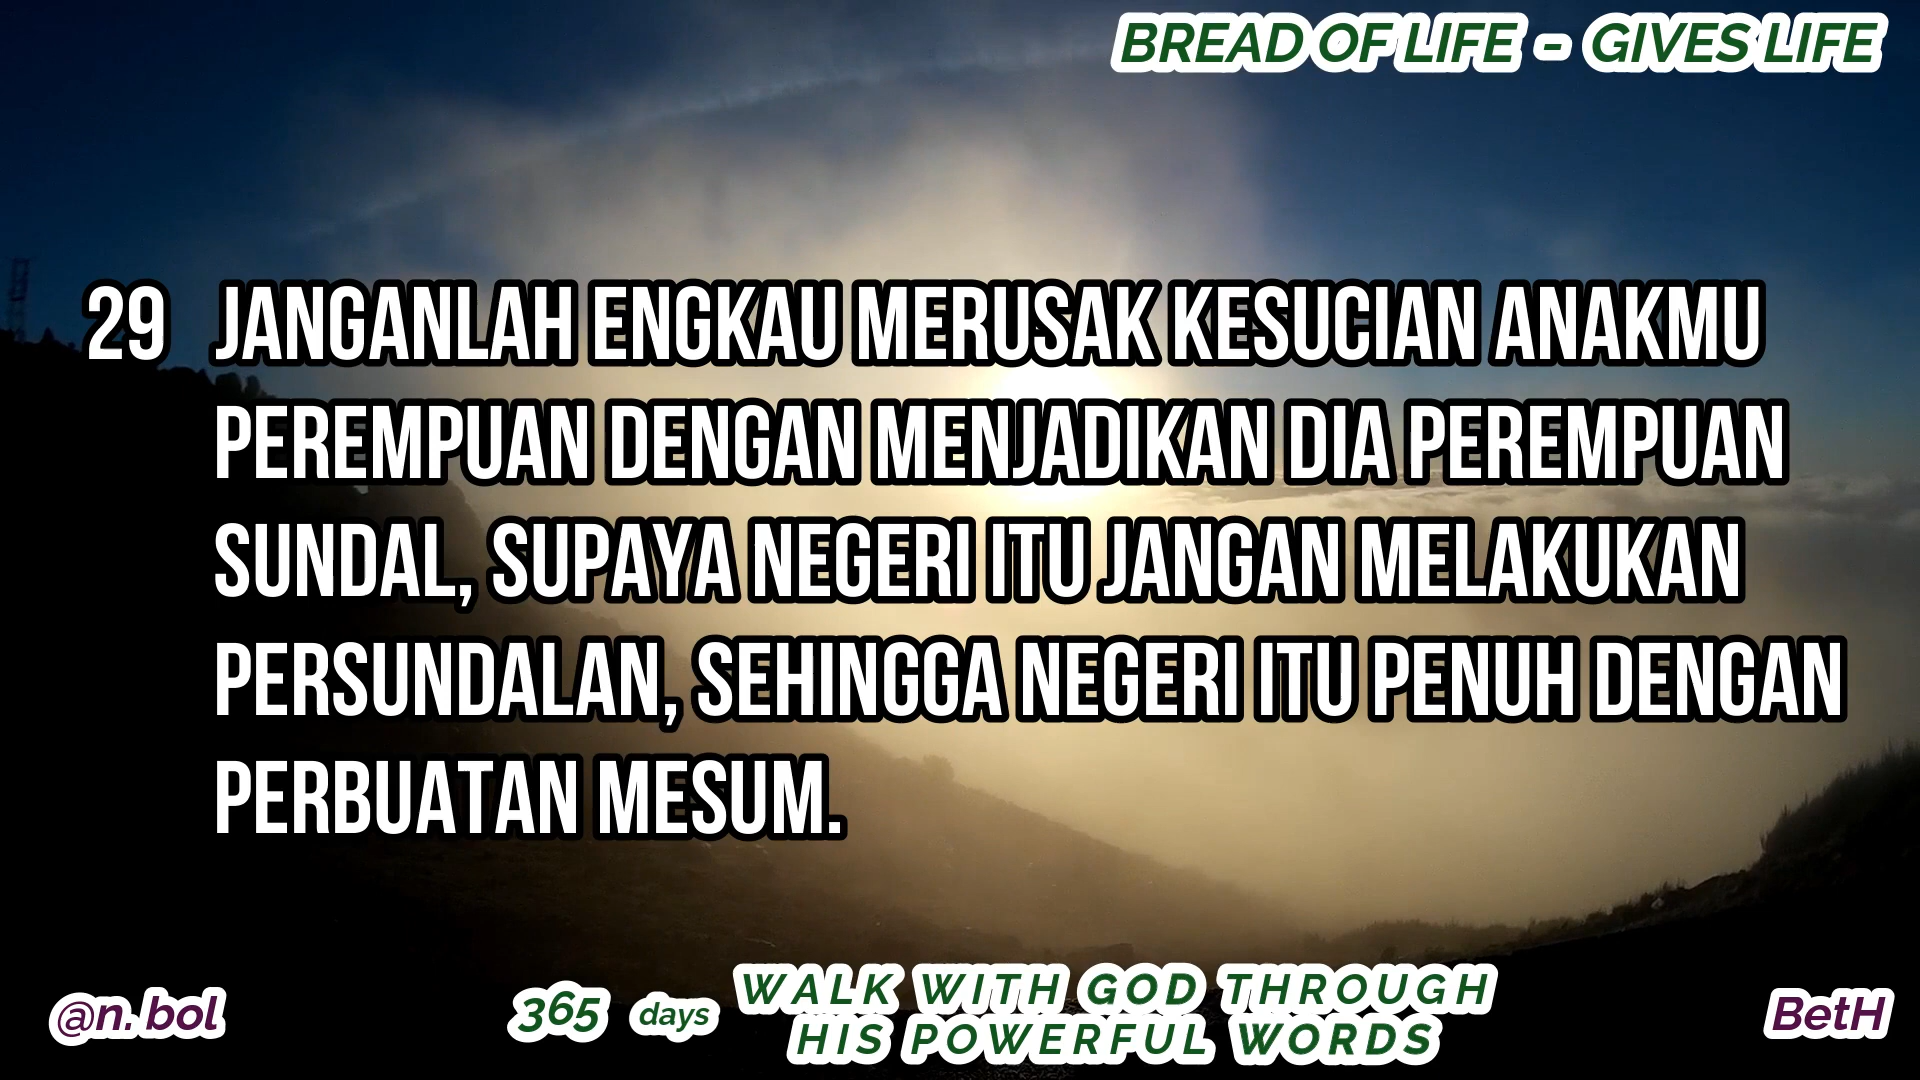 BREAD OF LIFE - GIVES LIFE
29 JANGANLAH ENGKAU MERUSAK KESUCIAN ANAKMU
PEREMPUAN DENGAN MENJADIKAN DIA PEREMPUAN
SUNDAL, SUPAYA NEGERI ITU JANGAN MELAKUKAN
PERSUNDALAN, SEHINGGA NEGERI ITU PENUH DENGAN
PERBUATAN MESUM.
@n. bol
365 days
WALK WITH GOD THROUGH
HIS POWERFUL WORDS
BetH